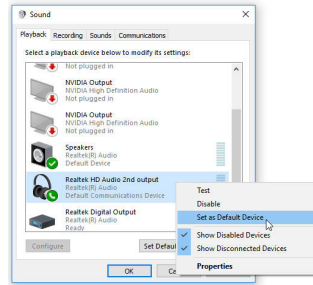 Sound
Playback Recording Sounds Communications
Select a playback device below to modify its settings:
Not plugged in
NVIDIA Output
NVIDIA High Definition Audio
Not plugged in
NVIDIA Output
NVIDIA High Definition Audio
Not plugged in
Speakers
Realtek(R) Audio
Default Device
Realtek HD Audio 2nd output
Realtek(R) Audio
Default Communications Device
Realtek Digital Output
Realtek(R) Audio
Ready
Test
Disable
Set as Default Device
Show Disabled Devices
Show Disconnected Devices
Properties
Configure Set Defaul
OK Ca